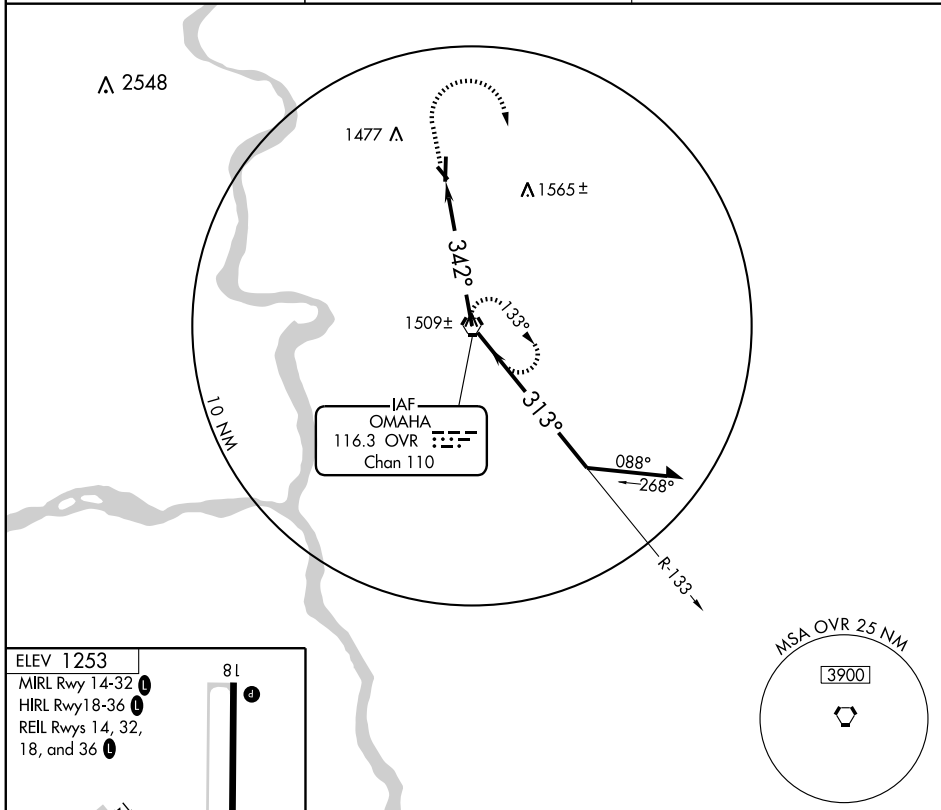 2548
1477
1565±
342°
1509±
133°
313°
10 NM
IAF
OMAHA
116.3 OVR
Chan 110
088°
268°
R-133
MSA OVR 25 NM
3900
ELEV 1253
MIRL Rwy 14-32 L
HIRL Rwy18-36 L
REIL Rwys 14, 32,
18, and 36 L
18
P